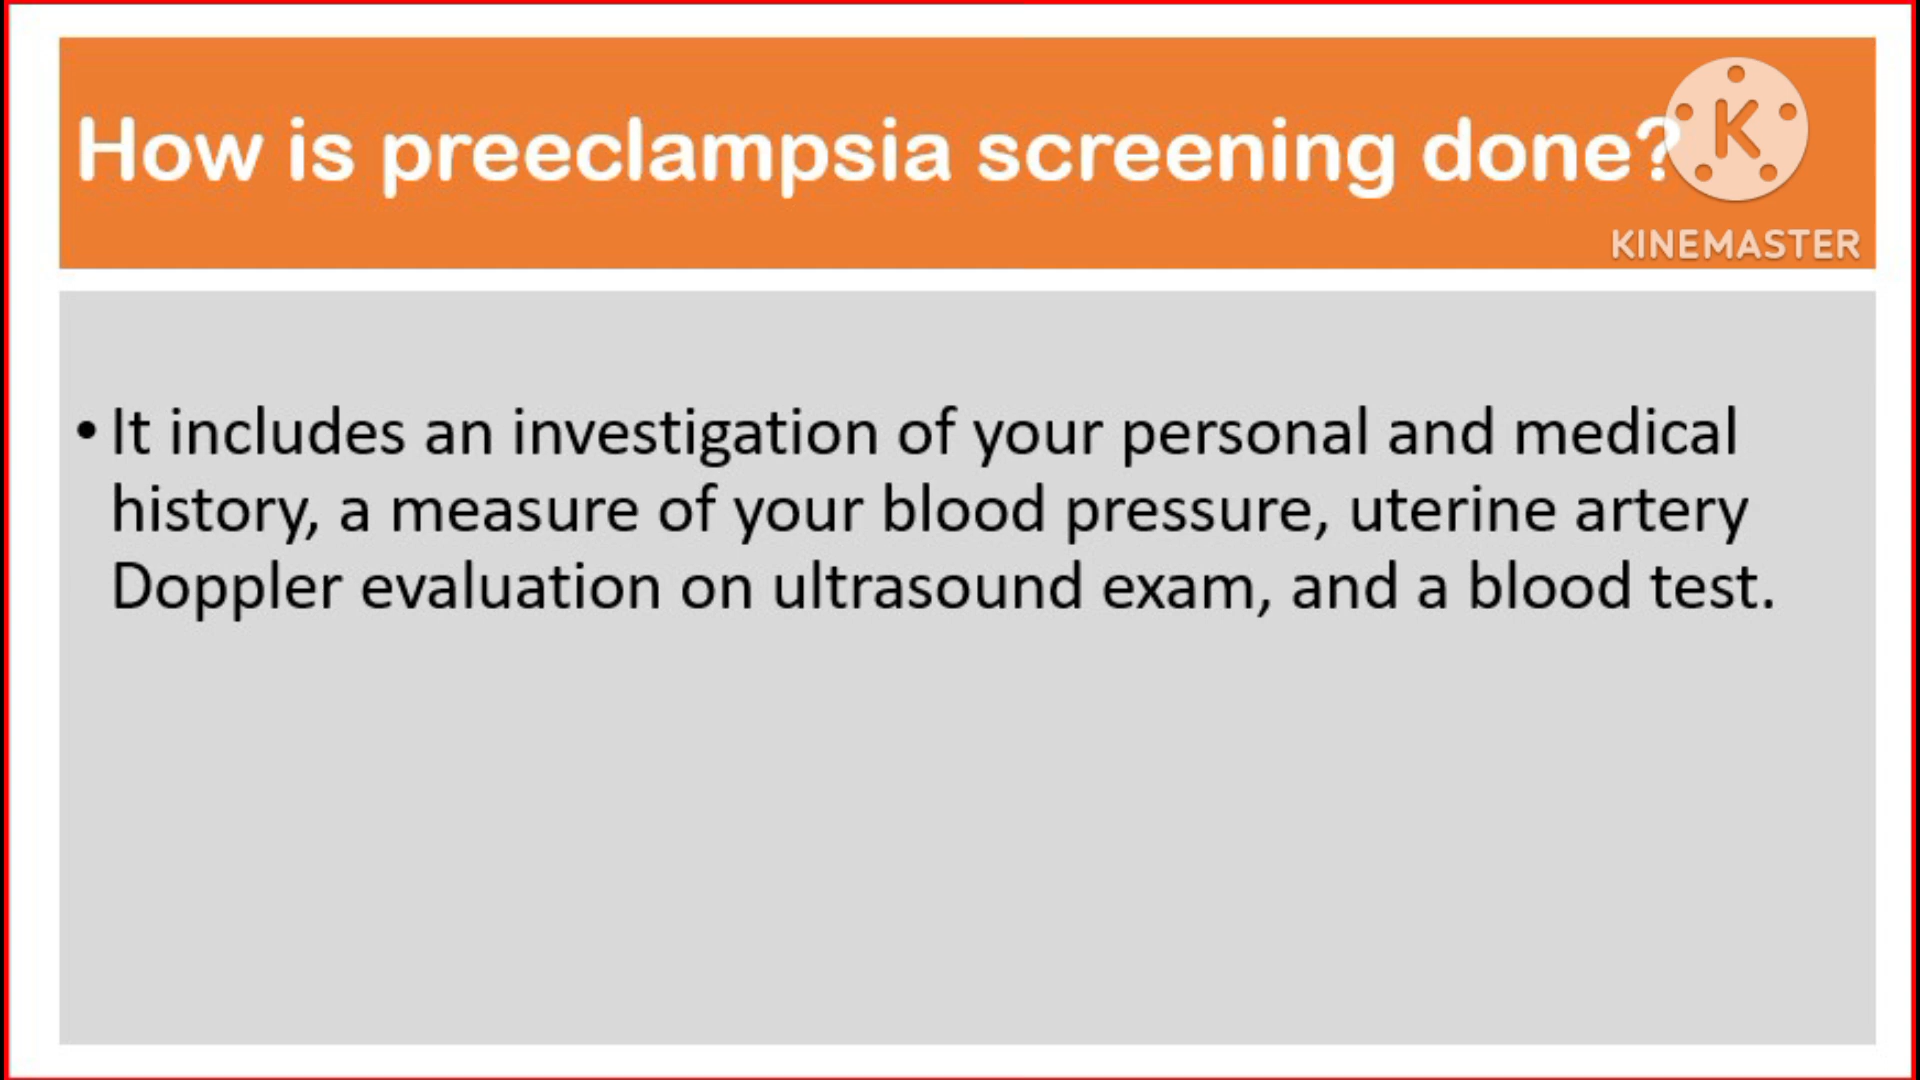 How is preeclampsia screening done?
K
KINEMASTER
• It includes an investigation of your personal and medical
history, a measure of your blood pressure, uterine artery
Doppler evaluation on ultrasound exam, and a blood test.